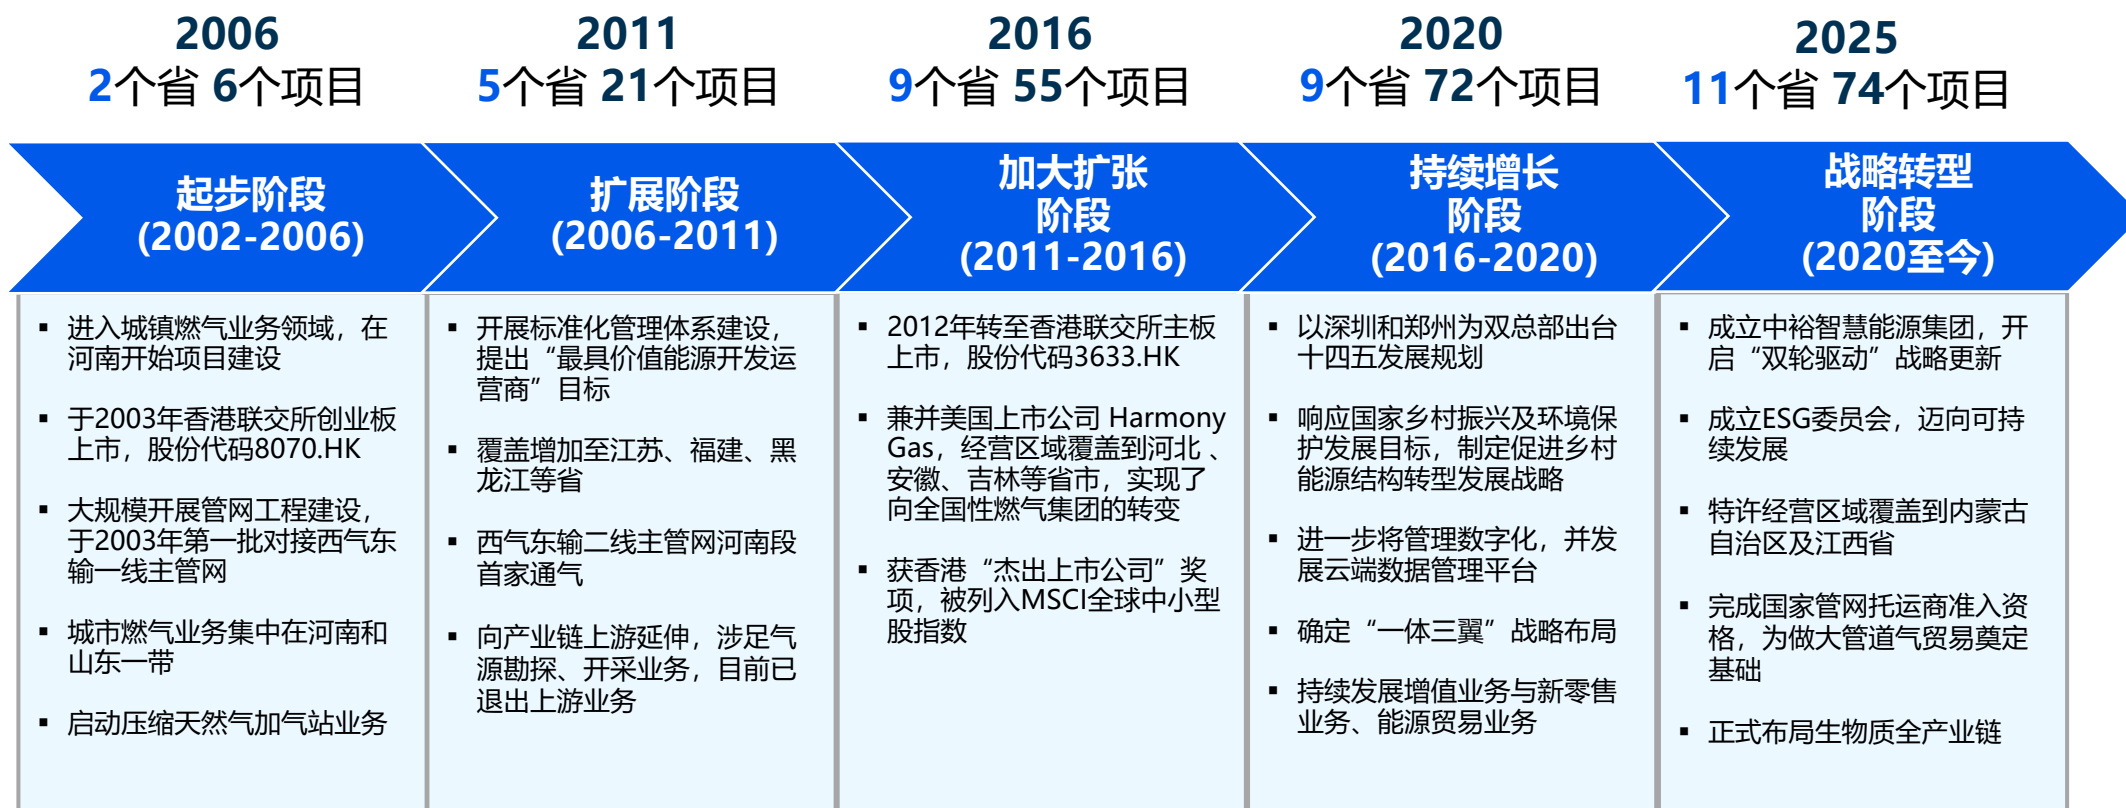 2006
2个省 6个项目
2011
5个省 21个项目
2016
9个省 55个项目
2020
9个省 72个项目
2025
11个省 74个项目
起步阶段
(2002-2006)
扩展阶段
(2006-2011)
加大扩张
阶段
(2011-2016)
持续增长
阶段
(2016-2020)
战略转型
阶段
(2020至今)
▪ 进入城镇燃气业务领域，在
河南开始项目建设
▪ 于2003年香港联交所创业板
上市，股份代码8070.HK
▪ 大规模开展管网工程建设，
于2003年第一批对接西气东
输一线主管网
▪ 城市燃气业务集中在河南和
山东一带
▪ 启动压缩天然气加气站业务
▪ 开展标准化管理体系建设，
提出“最具价值能源开发运
营商”目标
▪ 覆盖增加至江苏、福建、黑
龙江等省
▪ 西气东输二线主管网河南段
首家通气
▪ 向产业链上游延伸，涉足气
源勘探、开采业务，目前已
退出上游业务
▪ 2012年转至香港联交所主板
上市，股份代码3633.HK
▪ 兼并美国上市公司 Harmony
Gas，经营区域覆盖到河北 、
安徽、吉林等省市，实现了
向全国性燃气集团的转变
▪ 获香港“杰出上市公司”奖
项，被列入MSCI全球中小型
股指数
▪ 以深圳和郑州为双总部出台
十四五发展规划
▪ 响应国家乡村振兴及环境保
护发展目标，制定促进乡村
能源结构转型发展战略
▪ 进一步将管理数字化，并发
展云端数据管理平台
▪ 确定“一体三翼”战略布局
▪ 持续发展增值业务与新零售
业务、能源贸易业务
▪ 成立中裕智慧能源集团，开
启“双轮驱动”战略更新
▪ 成立ESG委员会，迈向可持
续发展
▪ 特许经营区域覆盖到内蒙古
自治区及江西省
▪ 完成国家管网托运商准入资
格，为做大管道气贸易奠定
基础
▪ 正式布局生物质全产业链